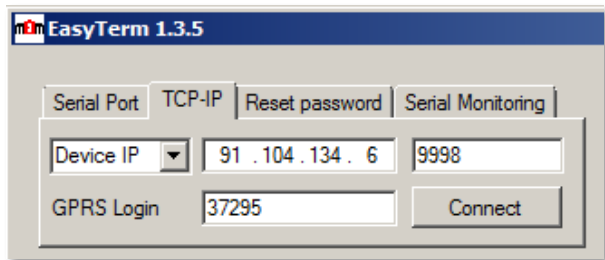 EasyTerm 1.3.5
Serial Port TCP-IP Reset password Serial Monitoring
Device IP 91 . 104 . 134 . 6 9998
GPRS Login 37295 Connect